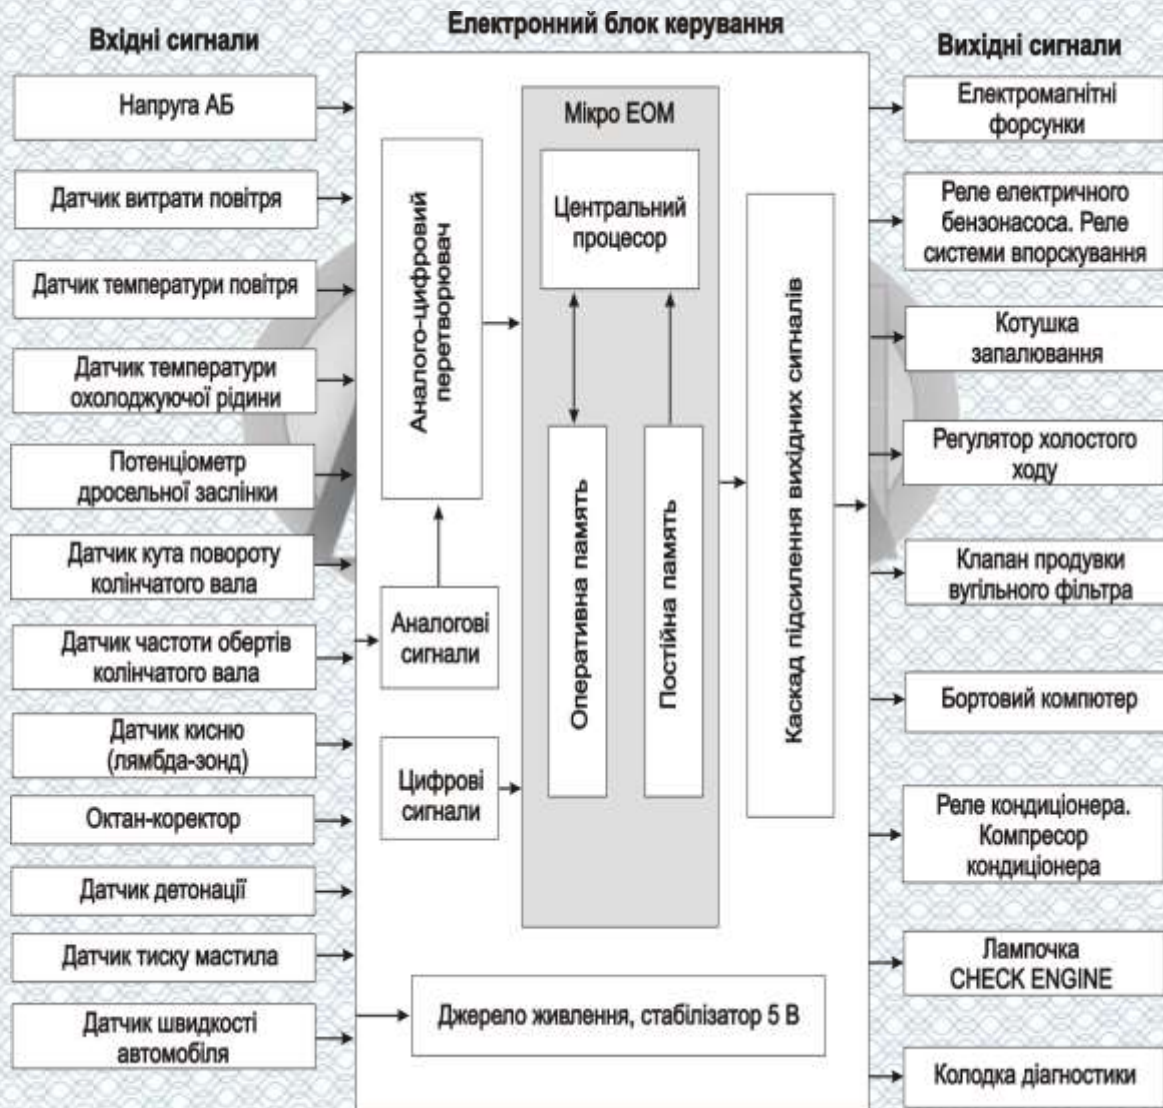 Електронний блок керування
Вхідні сигнали
Напруга АБ
Датчик витрати повітря
Датчик температури повітря
Датчик температури
охолоджуючої рідини
Потенціометр
дросельної заслінки
Датчик кута повороту
колінчатого вала
Датчик частоти обертів
колінчатого вала
Датчик кисню
(лямбда-зонд)
Октан-коректор
Датчик детонації
Датчик тиску мастила
Датчик швидкості
автомобіля
Аналого-цифровий
перетворювач
Аналогові
сигнали
Цифрові
сигнали
Мікро ЕОМ
Центральний
процесор
Оперативна память
Постійна память
Каскад підсилення вихідних сигналів
Джерело живлення, стабілізатор 5 В
Вихідні сигнали
Електромагнітні
форсунки
Реле електричного
бензонасоса. Реле
системи впорскування
Котушка
запалювання
Регулятор холостого
ходу
Клапан продувки
вугільного фільтра
Бортовий компютер
Реле кондиціонера.
Компресор
кондиціонера
Лампочка
CHECK ENGINE
Колодка діагностики